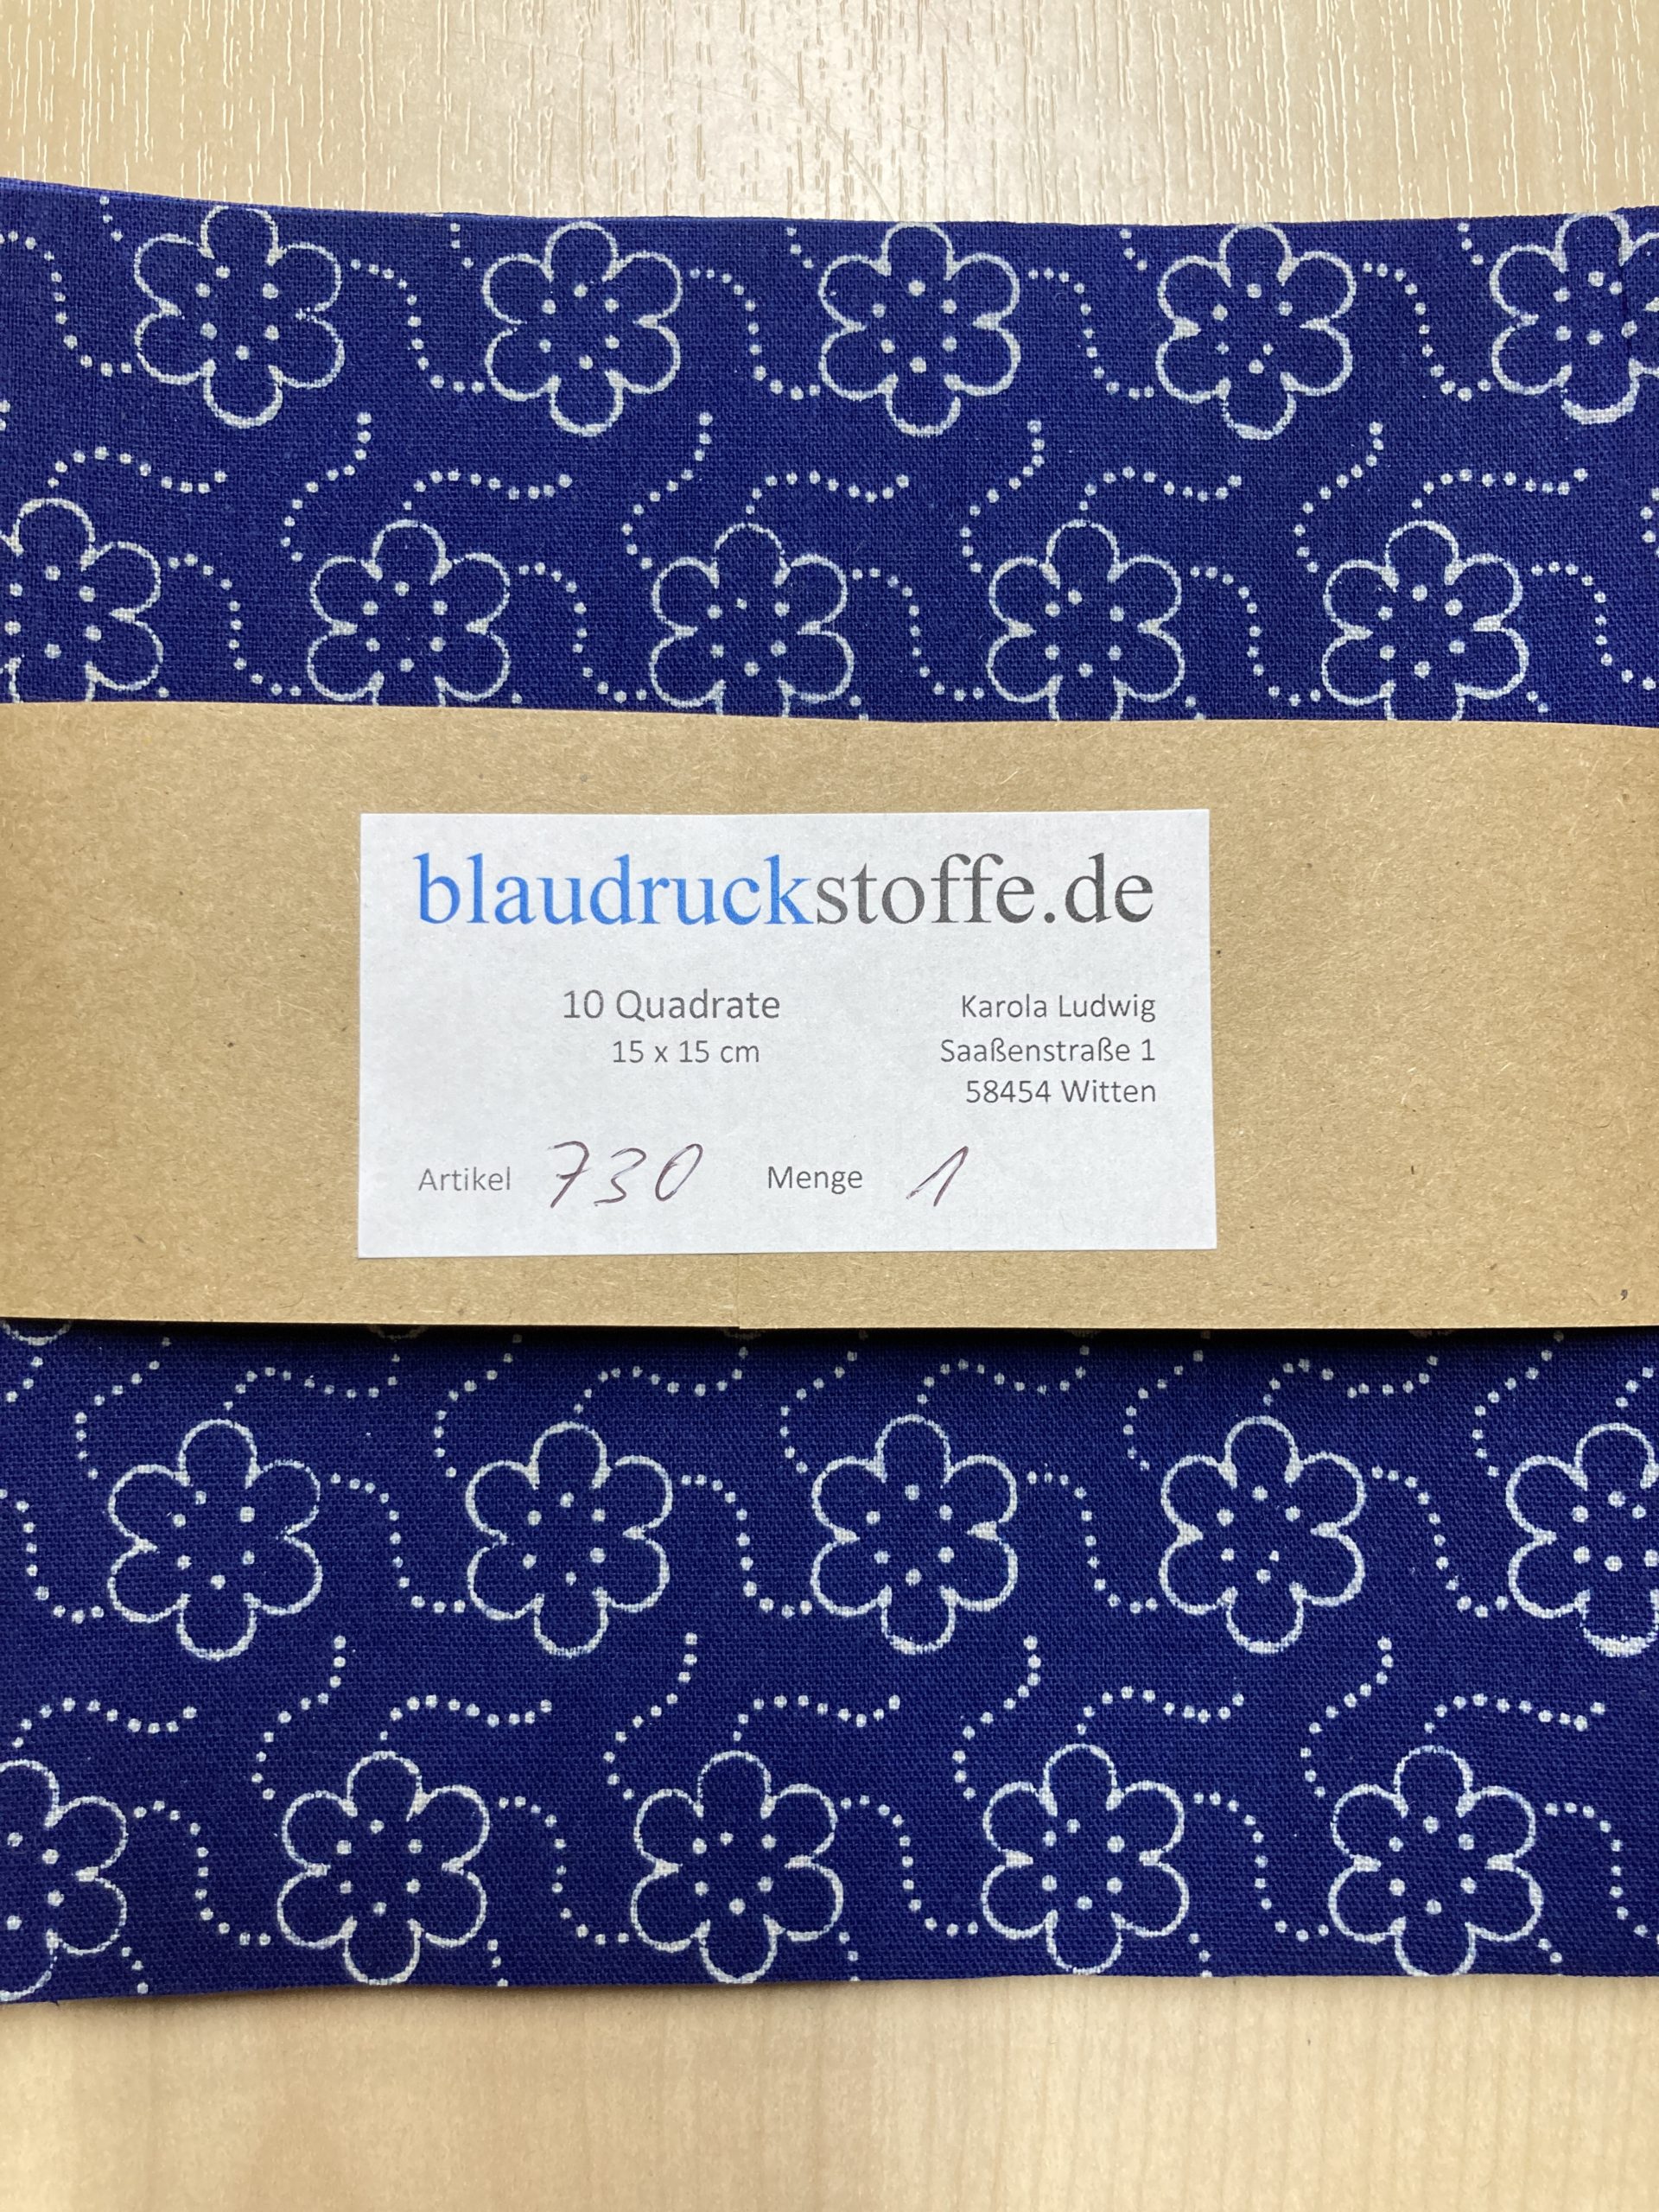 blaudruckstoffe.de
10 Quadrate
15 x 15 cm
Karola Ludwig
Saaßenstraße 1
58454 Witten
Artikel 730 Menge 1